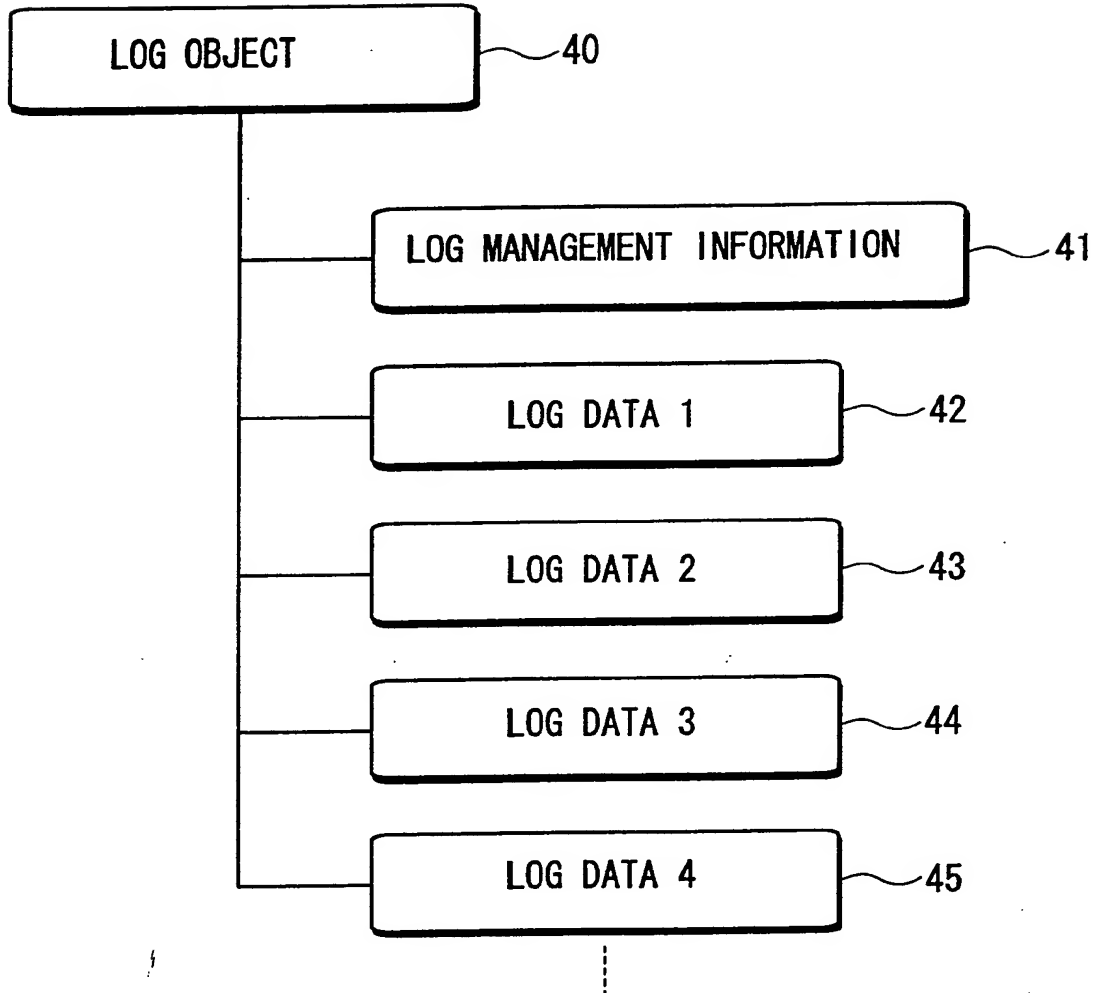 LOG OBJECT 40
LOG MANAGEMENT INFORMATION 41
LOG DATA 1 42
LOG DATA 2 43
LOG DATA 3 44
LOG DATA 4 45